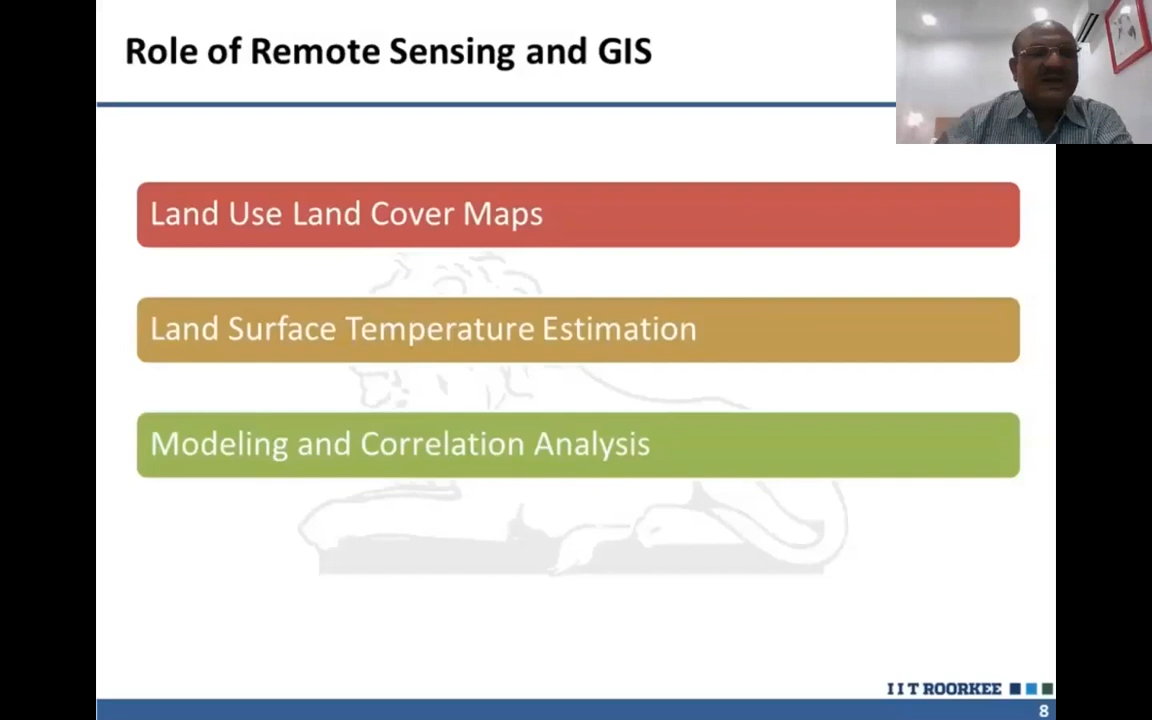 Role of Remote Sensing and GIS
Land Use Land Cover Maps
Land Surface Temperature Estimation
Modeling and Correlation Analysis
IIT ROORKEE
8